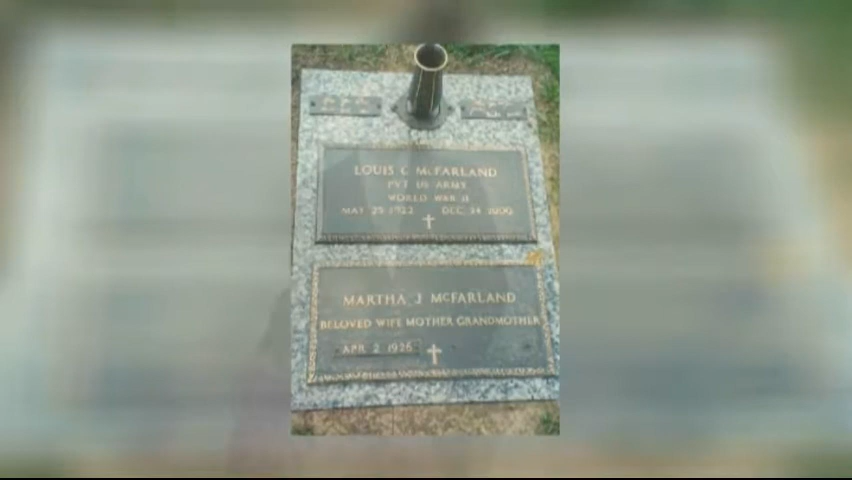 LOUIS C McFARLAND
PVT US ARMY
WORLD WAR II
MAY 25 1922 DEC 24 2000
MARTHA J McFARLAND
BELOVED WIFE MOTHER GRANDMOTHER
APR 2 1926